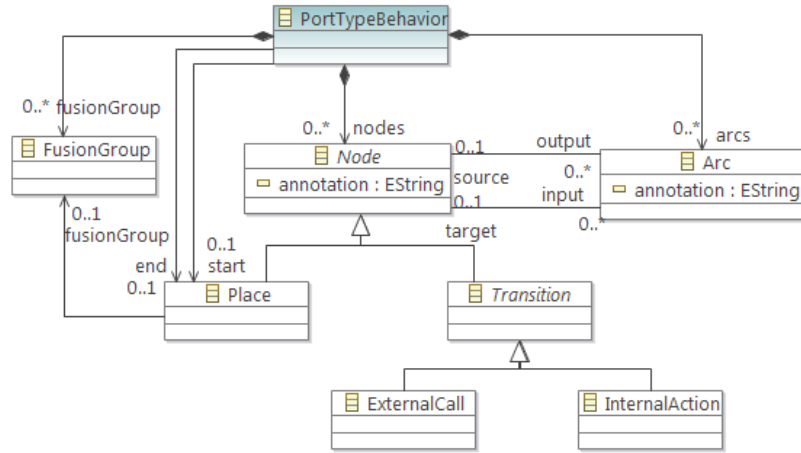 PortTypeBehavior
0..* fusionGroup
0..* nodes
0..* arcs
FusionGroup
Node
annotation : EString
0..1 output
source 0..*
0..1 input
target 0..*
Arc
annotation : EString
0..1
fusionGroup
end
0..1
0..1
start
Place
Transition
ExternalCall
InternalAction